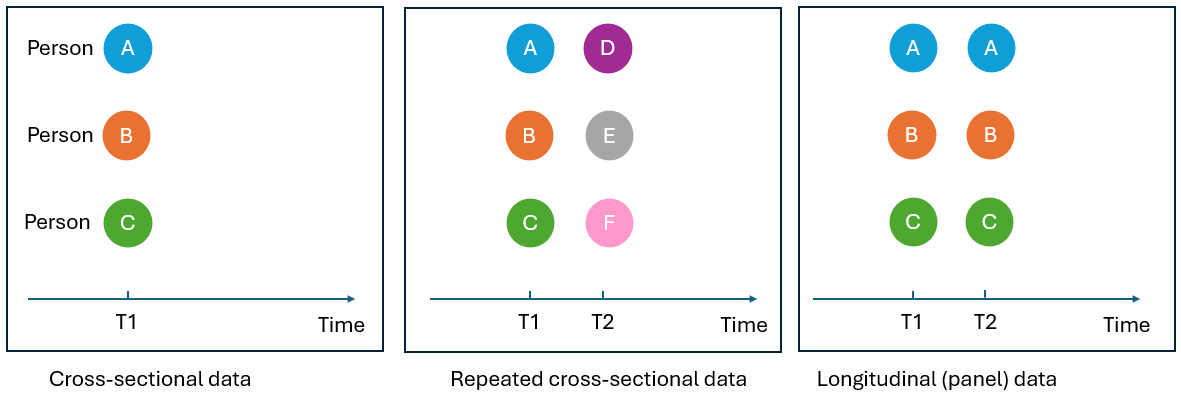 Person A
Person B
Person C
T1
Time
Cross-sectional data
A D
B E
C F
T1 T2
Time
Repeated cross-sectional data
A A
B B
C C
T1 T2
Time
Longitudinal (panel) data